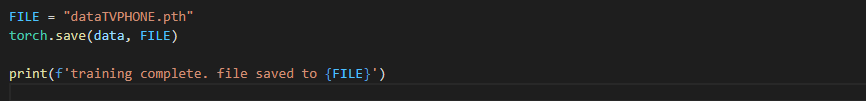 FILE = "dataTVPHONE.pth"
torch.save(data, FILE)
print(f'training complete. file saved to {FILE}')